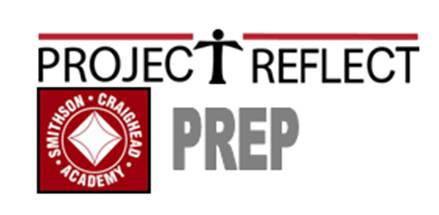 PROJECT REFLECT
SMITHSON · CRAIGHEAD
· ACADEMY ·
PREP